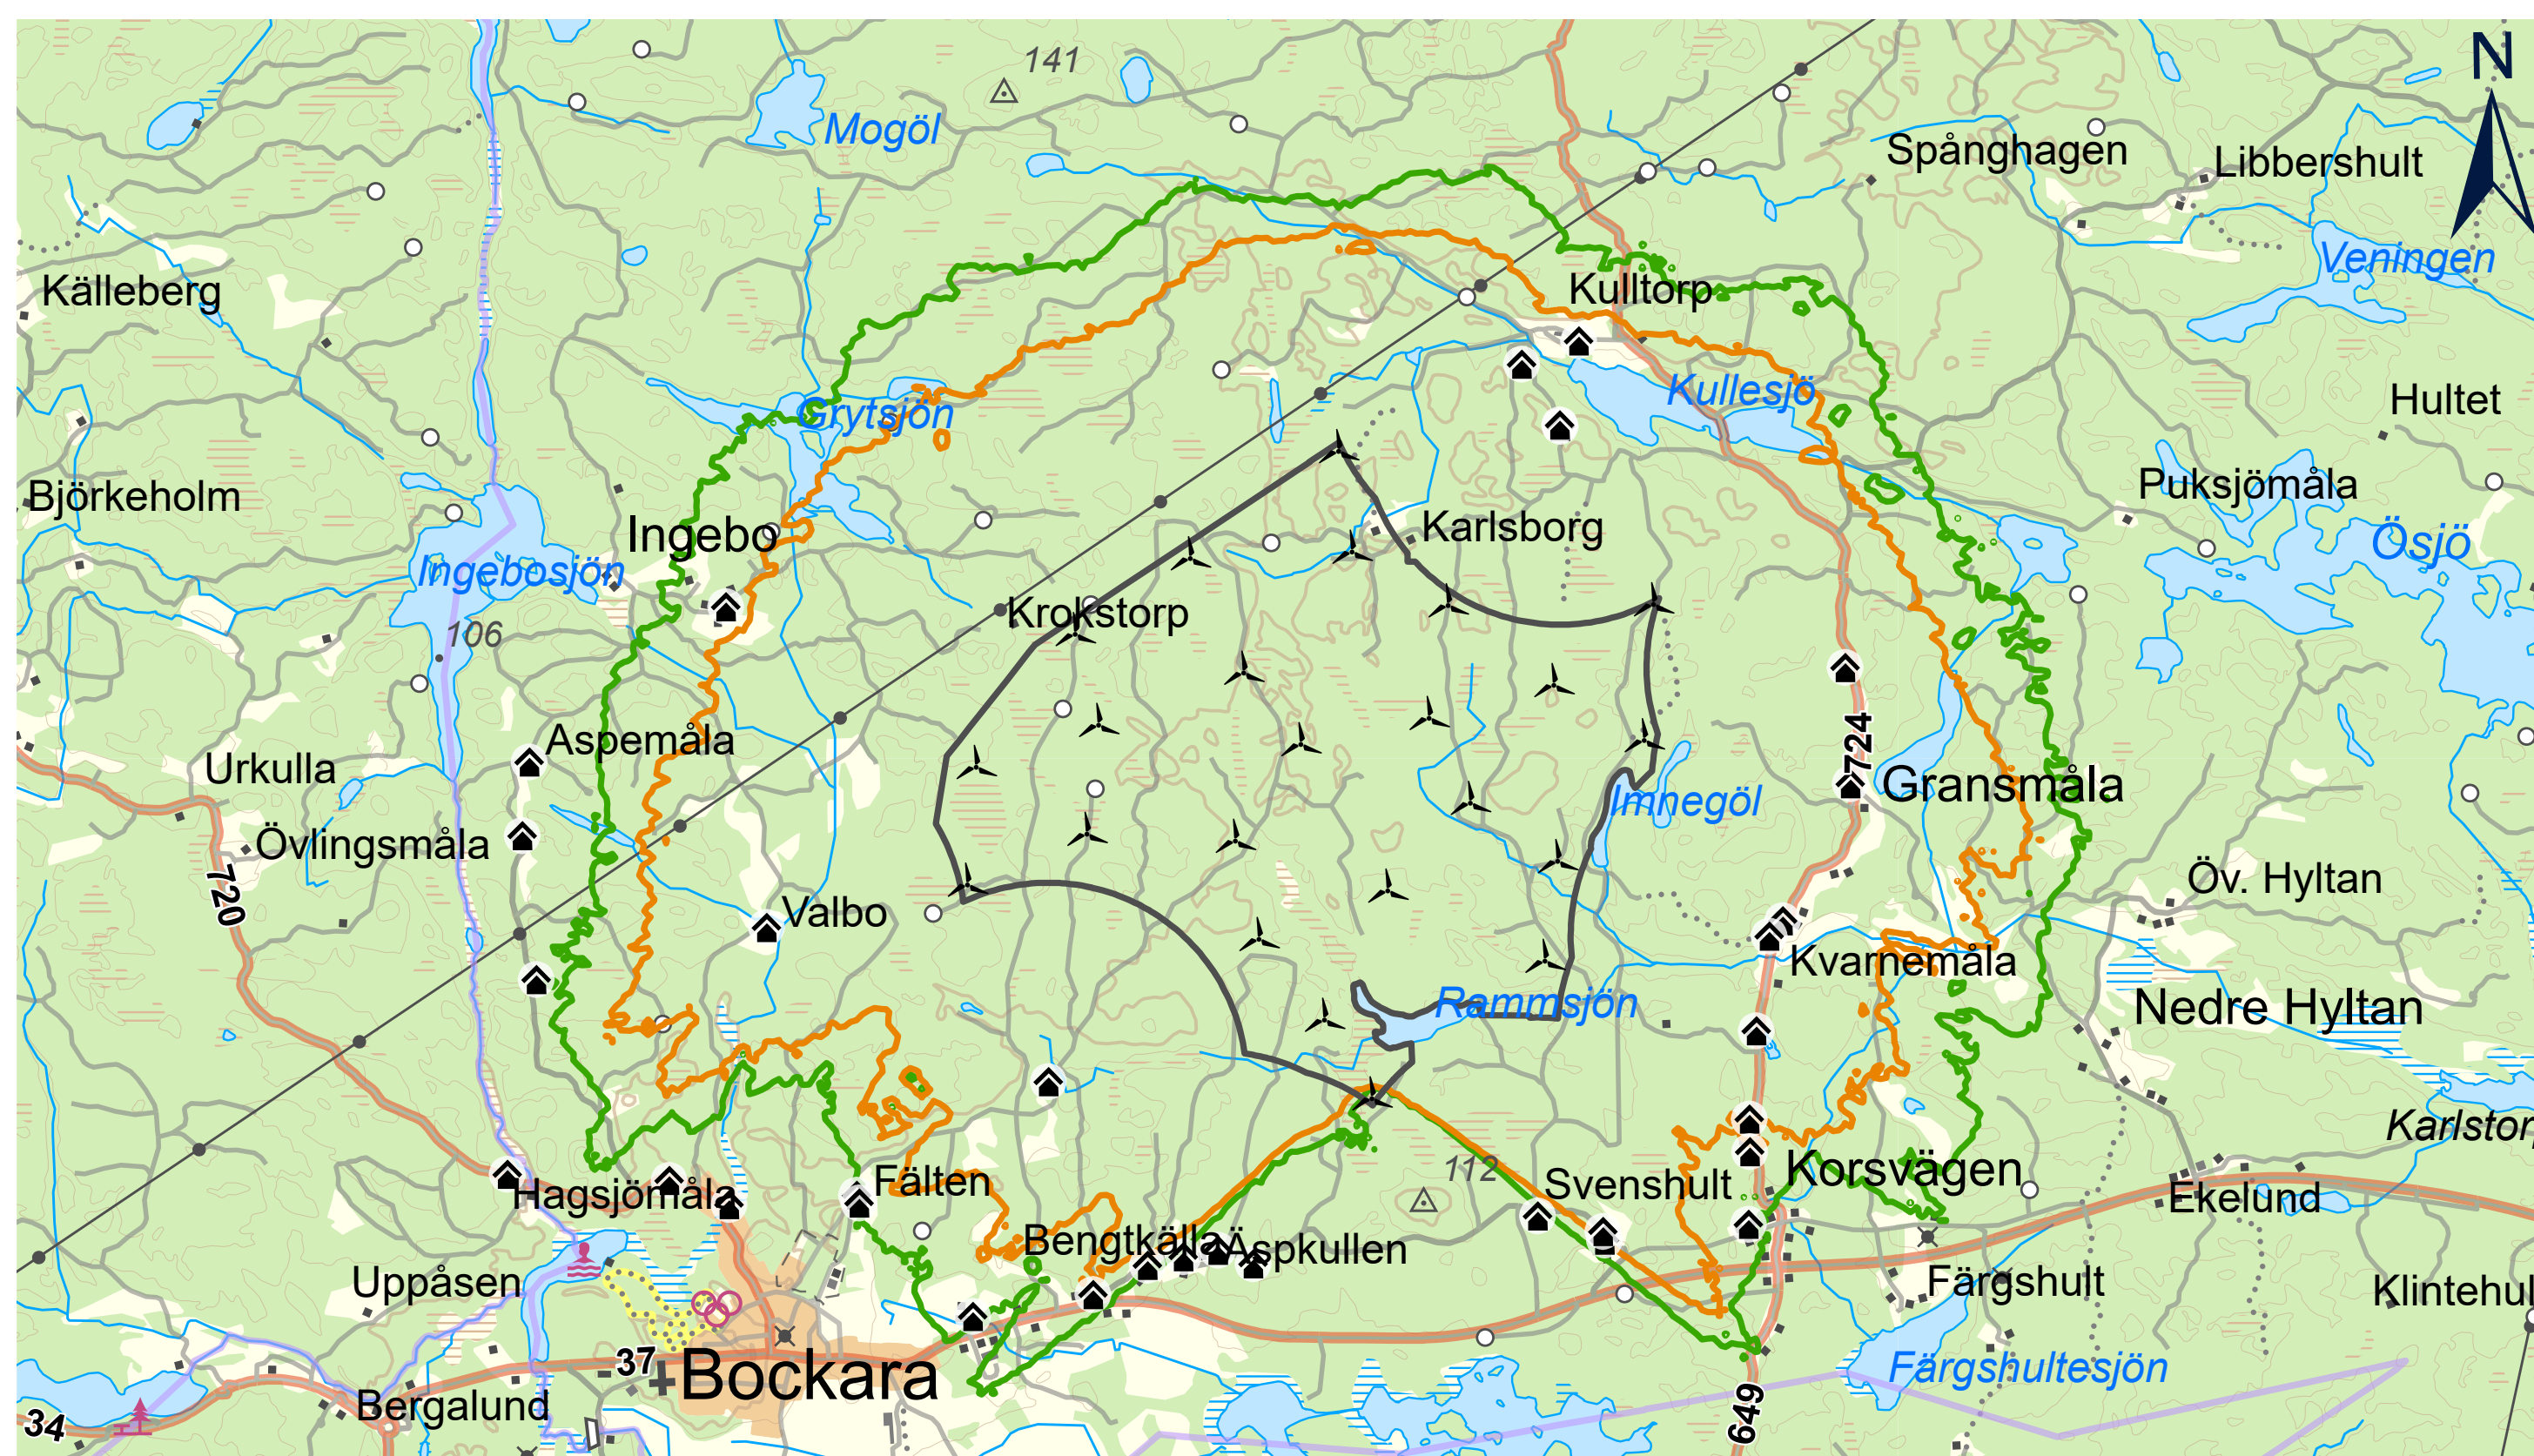 141
N
Mogöl
Spånghagen
Libbershult
Veningen
Källeberg
Kulltorp
Kullesjö
Hultet
Grytsjön
Puksjömåla
Björkeholm
Ingebo
Karlsborg
Ösjö
Ingebosjön
Krokstorp
106
Aspemåla
724
Urkulla
Gransmåla
Imnegöl
Övlingsmåla
720
Öv. Hyltan
Valbo
Kvarnemåla
Rammsjön
Nedre Hyltan
Karlstor
112
Korsvägen
Fälten
Svenshult
Hagsjömåla
Ekelund
Bengtkälla
Äspkullen
Uppåsen
Färgshult
Klintehul
37
Bockara
Färgshultesjön
Bergalund
649
34